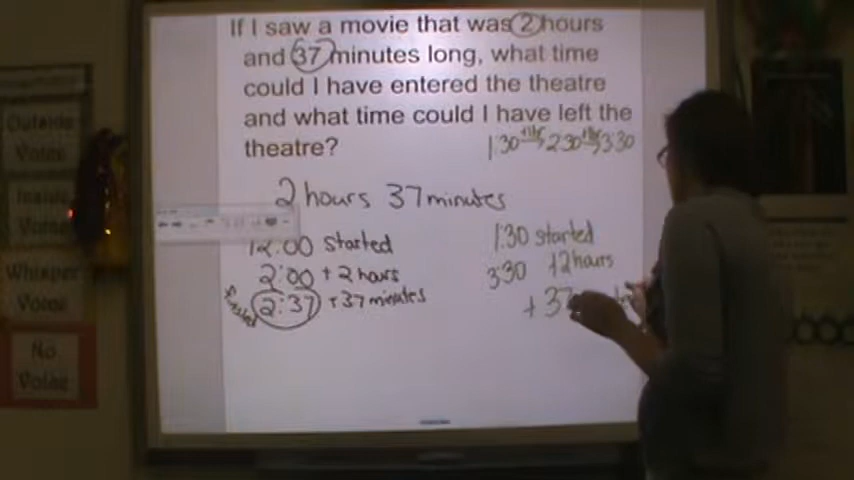 If I saw a movie that was 2 hours
and 37 minutes long, what time
could I have entered the theatre
and what time could I have left the
theatre?
1:30 +1hr 2:30 +1hr 3:30
2 hours 37 minutes
12:00 started
2:00 + 2 hours
2:37 + 37 minutes
1:30 started
3:30 +2 hours
+ 37
Outside
Voice
Inside
Voice
Whisper
Voice
No
Voice